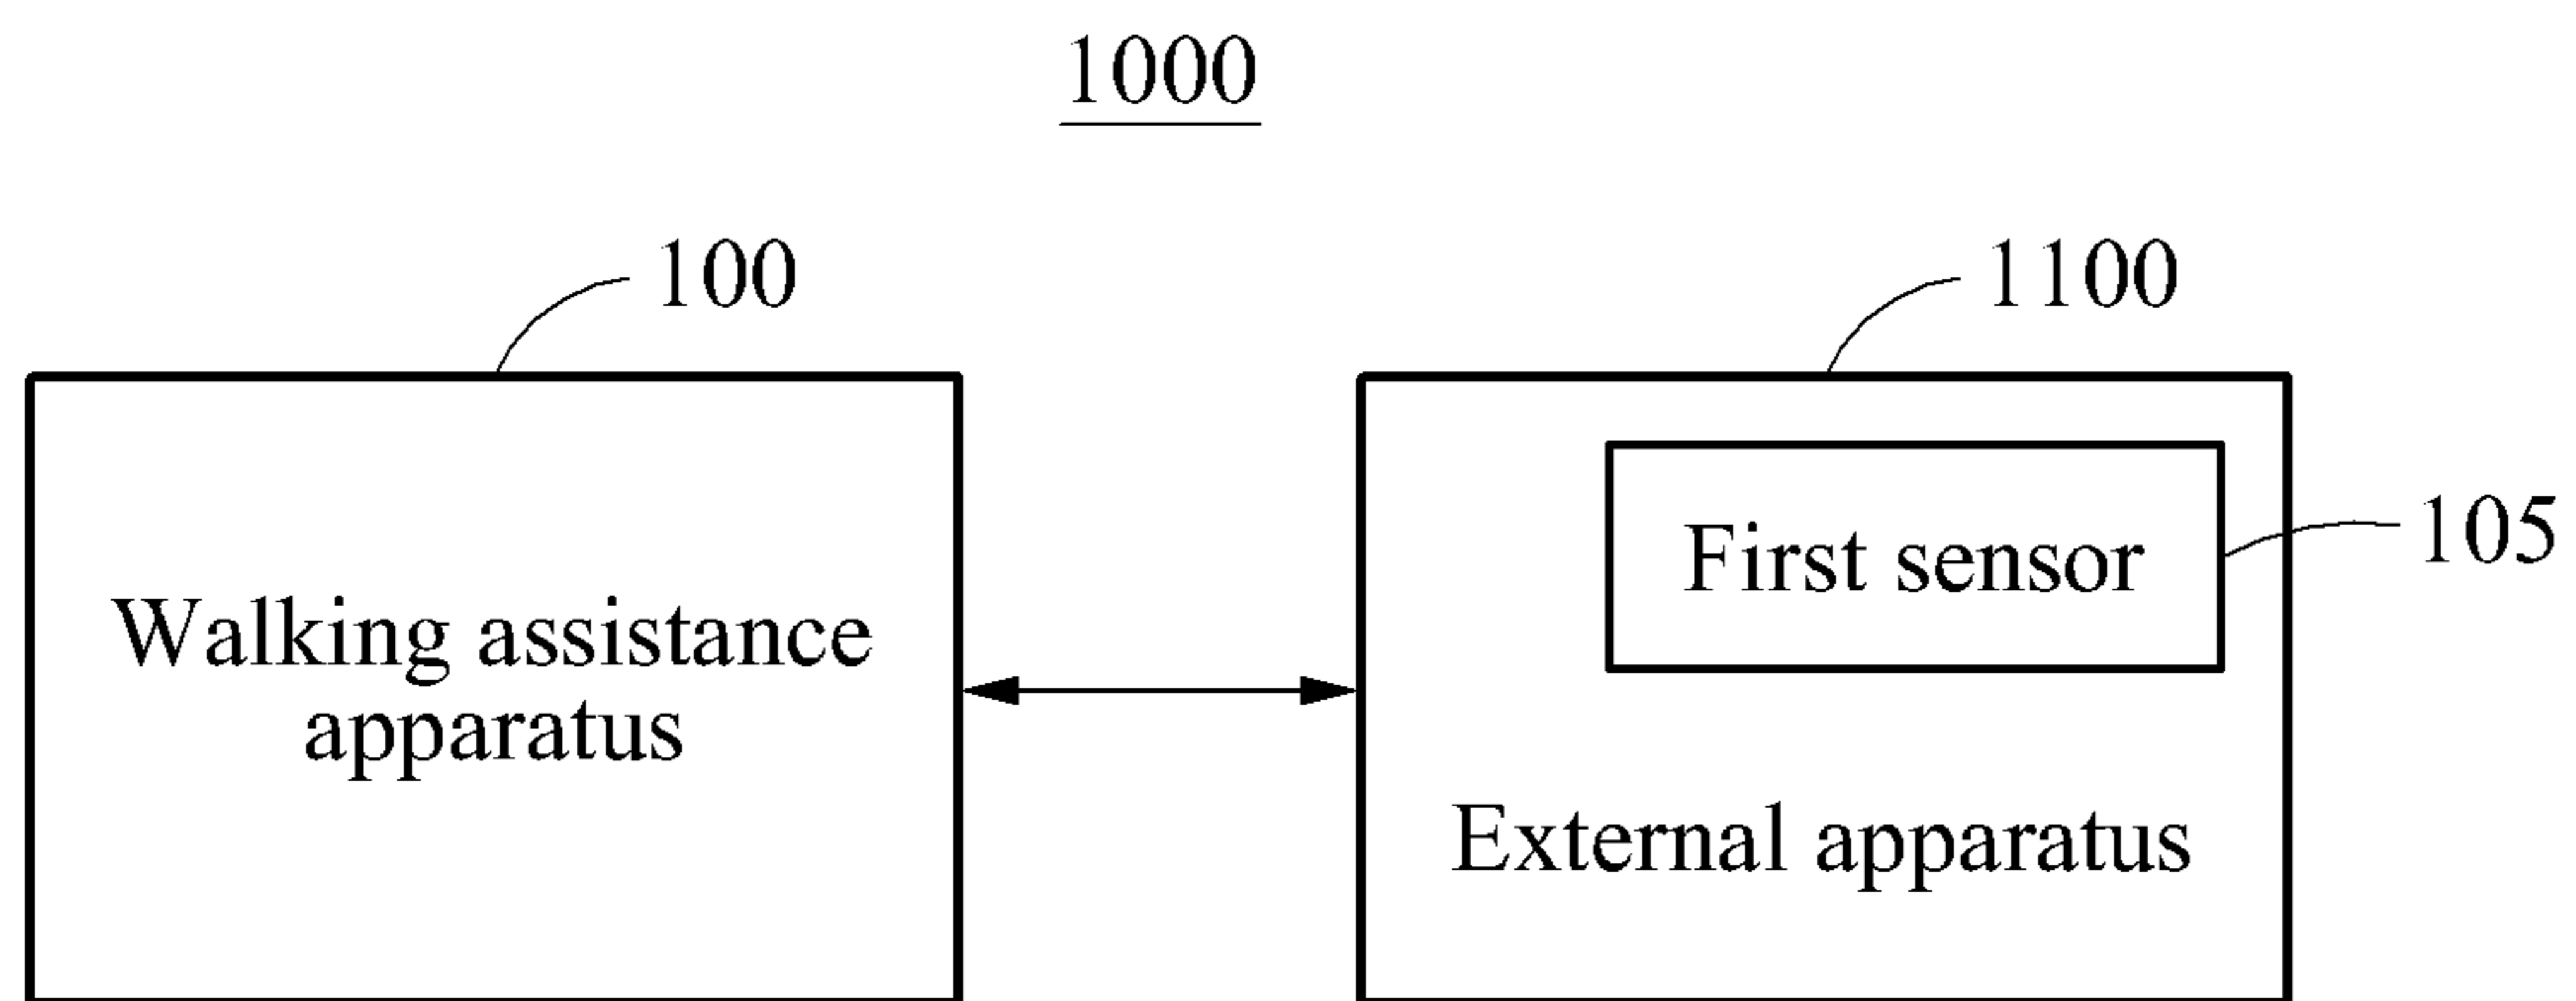 1000
100
1100
First sensor
105
Walking assistance
apparatus
External apparatus